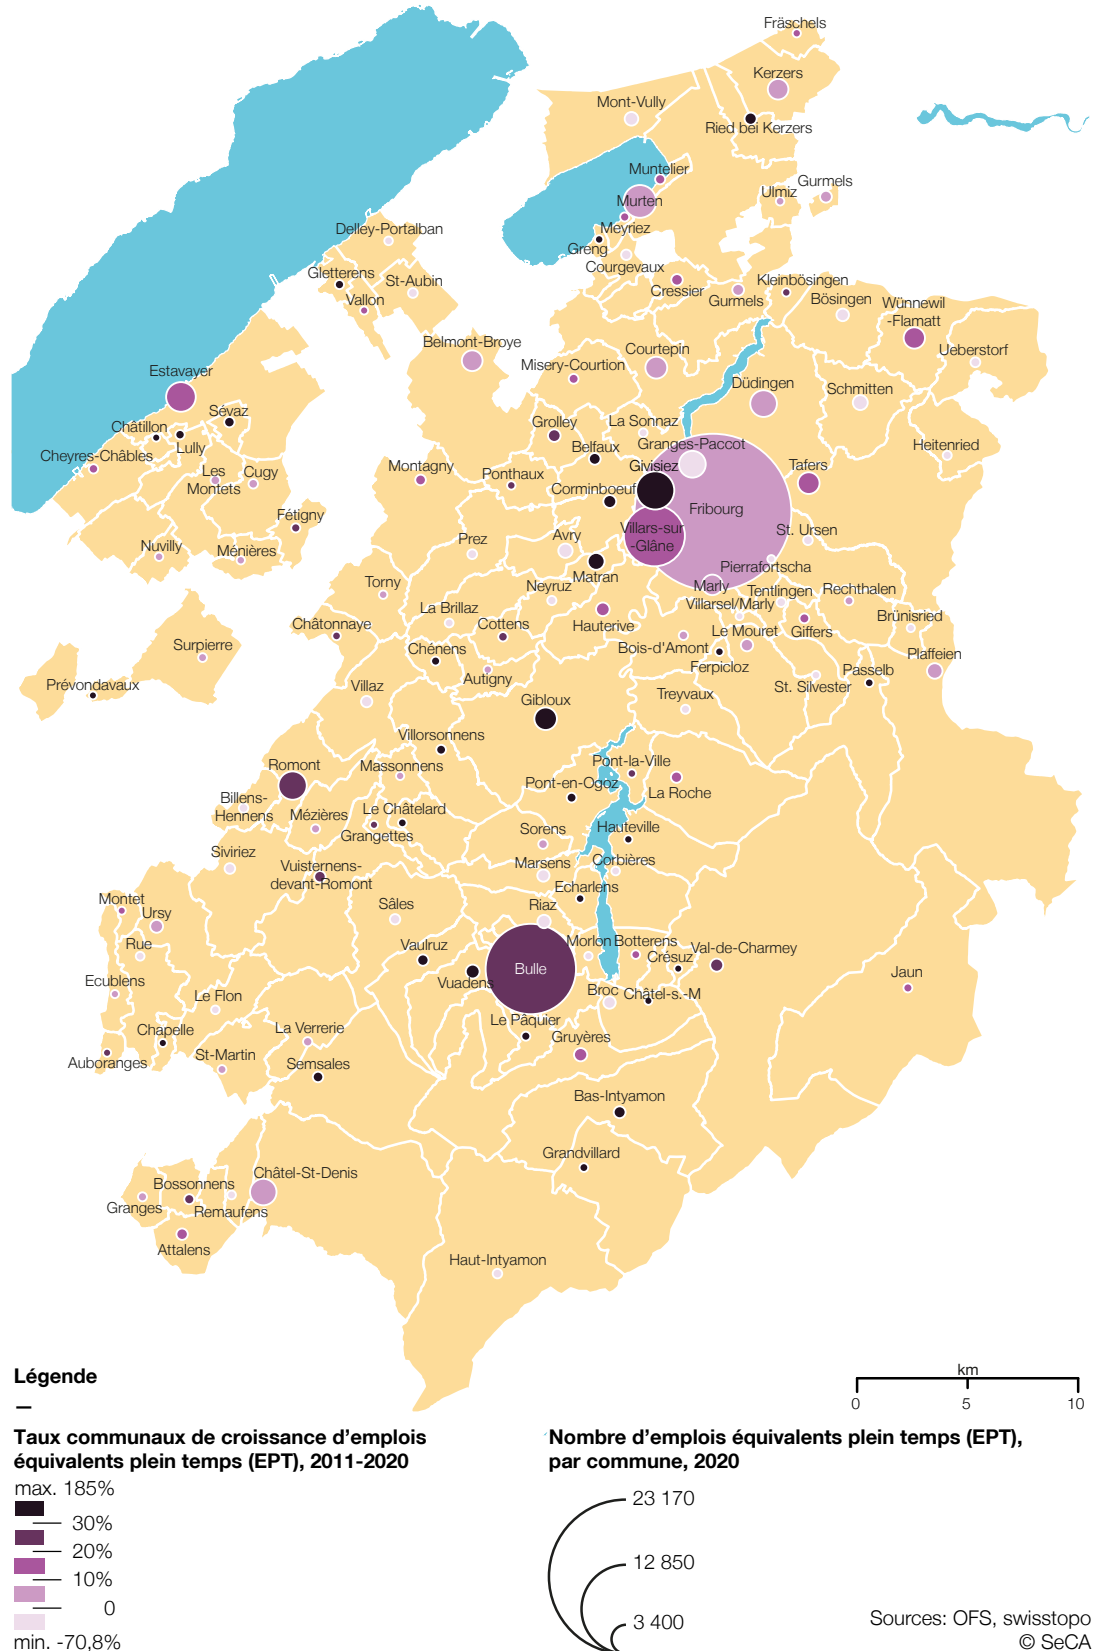 Fräschels
Kerzers
Mont-Vully
Ried bei Kerzers
Muntelier
Ulmiz
Gurmels
Murten
Meyriez
Delley-Portalban
Greng
Courgevaux
Gletterens
St-Aubin
Vallon
Cressier
Gurmels
Kleinbösingen
Bösingen
Wünnewil
-Flamatt
Belmont-Broye
Misery-Courtion
Courtepin
Ueberstorf
Estavayer
Düdingen
Schmitten
Sévaz
Châtillon
Lully
Grolley
La Sonnaz
Belfaux
Granges-Paccot
Heitenried
Cheyres-Châbles
Les
Montets
Cugy
Montagny
Ponthaux
Givisiez
Tafers
Corminboeuf
Fribourg
Fétigny
Villars-sur
-Glâne
St. Ursen
Nuvilly
Ménières
Prez
Avry
Matran
Pierrafortscha
Torny
Neyruz
Marly
Tentlingen
Rechthalen
Villarsel/Marly
La Brillaz
Châtonnaye
Cottens
Hauterive
Le Mouret
Giffers
Brünisried
Surpierre
Chénens
Bois-d'Amont
Ferpicloz
Plaffeien
Autigny
Passelb
Prévondavaux
Villaz
St. Silvester
Gibloux
Treyvaux
Villorsonnens
Romont
Massonnens
Pont-la-Ville
Pont-en-Ogoz
La Roche
Billens-
Hennens
Mézières
Le Châtelard
Grangettes
Sorens
Hauteville
Siviriez
Vuisternens-
devant-Romont
Marsens
Corbières
Echarlens
Montet
Ursy
Sâles
Riaz
Rue
Vaulruz
Morlon
Botterens
Crésuz
Val-de-Charmey
Bulle
Jaun
Ecublens
Vuadens
Broc
Châtel-s.-M
Le Flon
Le Pâquier
Chapelle
La Verrerie
Gruyères
Auboranges
St-Martin
Semsales
Bas-Intyamon
Grandvillard
Châtel-St-Denis
Bossonnens
Granges
Remaufens
Attalens
Haut-Intyamon
Légende
–
km
0 5 10
Taux communaux de croissance d’emplois
équivalents plein temps (EPT), 2011-2020
max. 185%
30%
20%
10%
0
min. -70,8%
Nombre d’emplois équivalents plein temps (EPT),
par commune, 2020
23 170
12 850
3 400
Sources: OFS, swisstopo
© SeCA